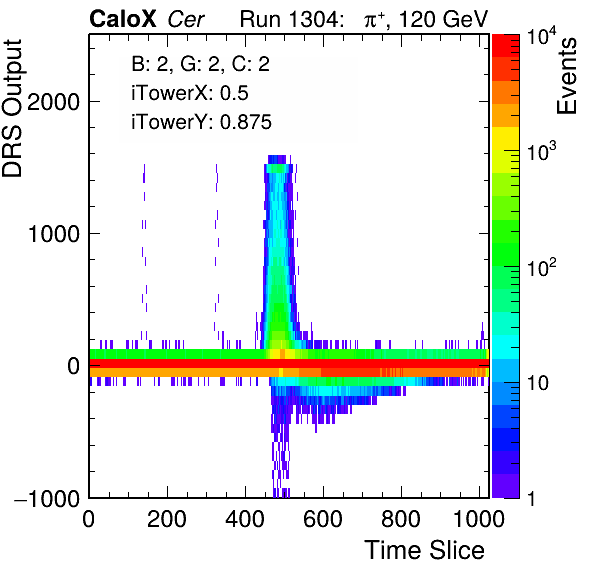 CaloX Cer Run 1304: π⁺, 120 GeV
B: 2, G: 2, C: 2
iTowerX: 0.5
iTowerY: 0.875
DRS Output
2000
1000
0
−1000
0 200 400 600 800 1000
Time Slice
Events
10⁴
10³
10²
10
1